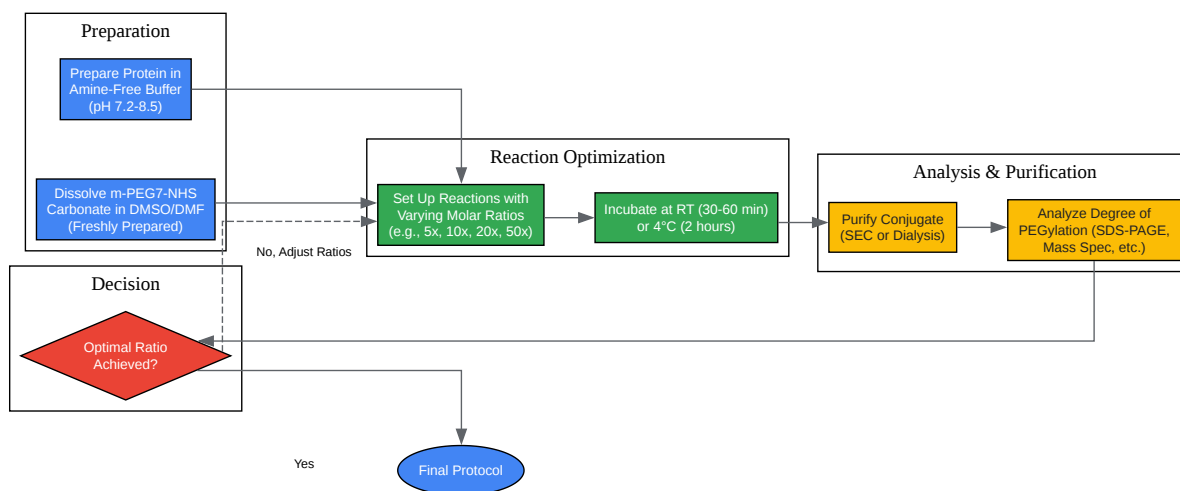 Preparation
Prepare Protein in
Amine-Free Buffer
(pH 7.2-8.5)
Dissolve m-PEG7-NHS
Carbonate in DMSO/DMF
(Freshly Prepared)
Reaction Optimization
Set Up Reactions with
Varying Molar Ratios
(e.g., 5x, 10x, 20x, 50x)
Incubate at RT (30-60 min)
or 4°C (2 hours)
Analysis & Purification
Purify Conjugate
(SEC or Dialysis)
Analyze Degree of
PEGylation (SDS-PAGE,
Mass Spec, etc.)
No, Adjust Ratios
Decision
Optimal Ratio
Achieved?
Yes
Final Protocol